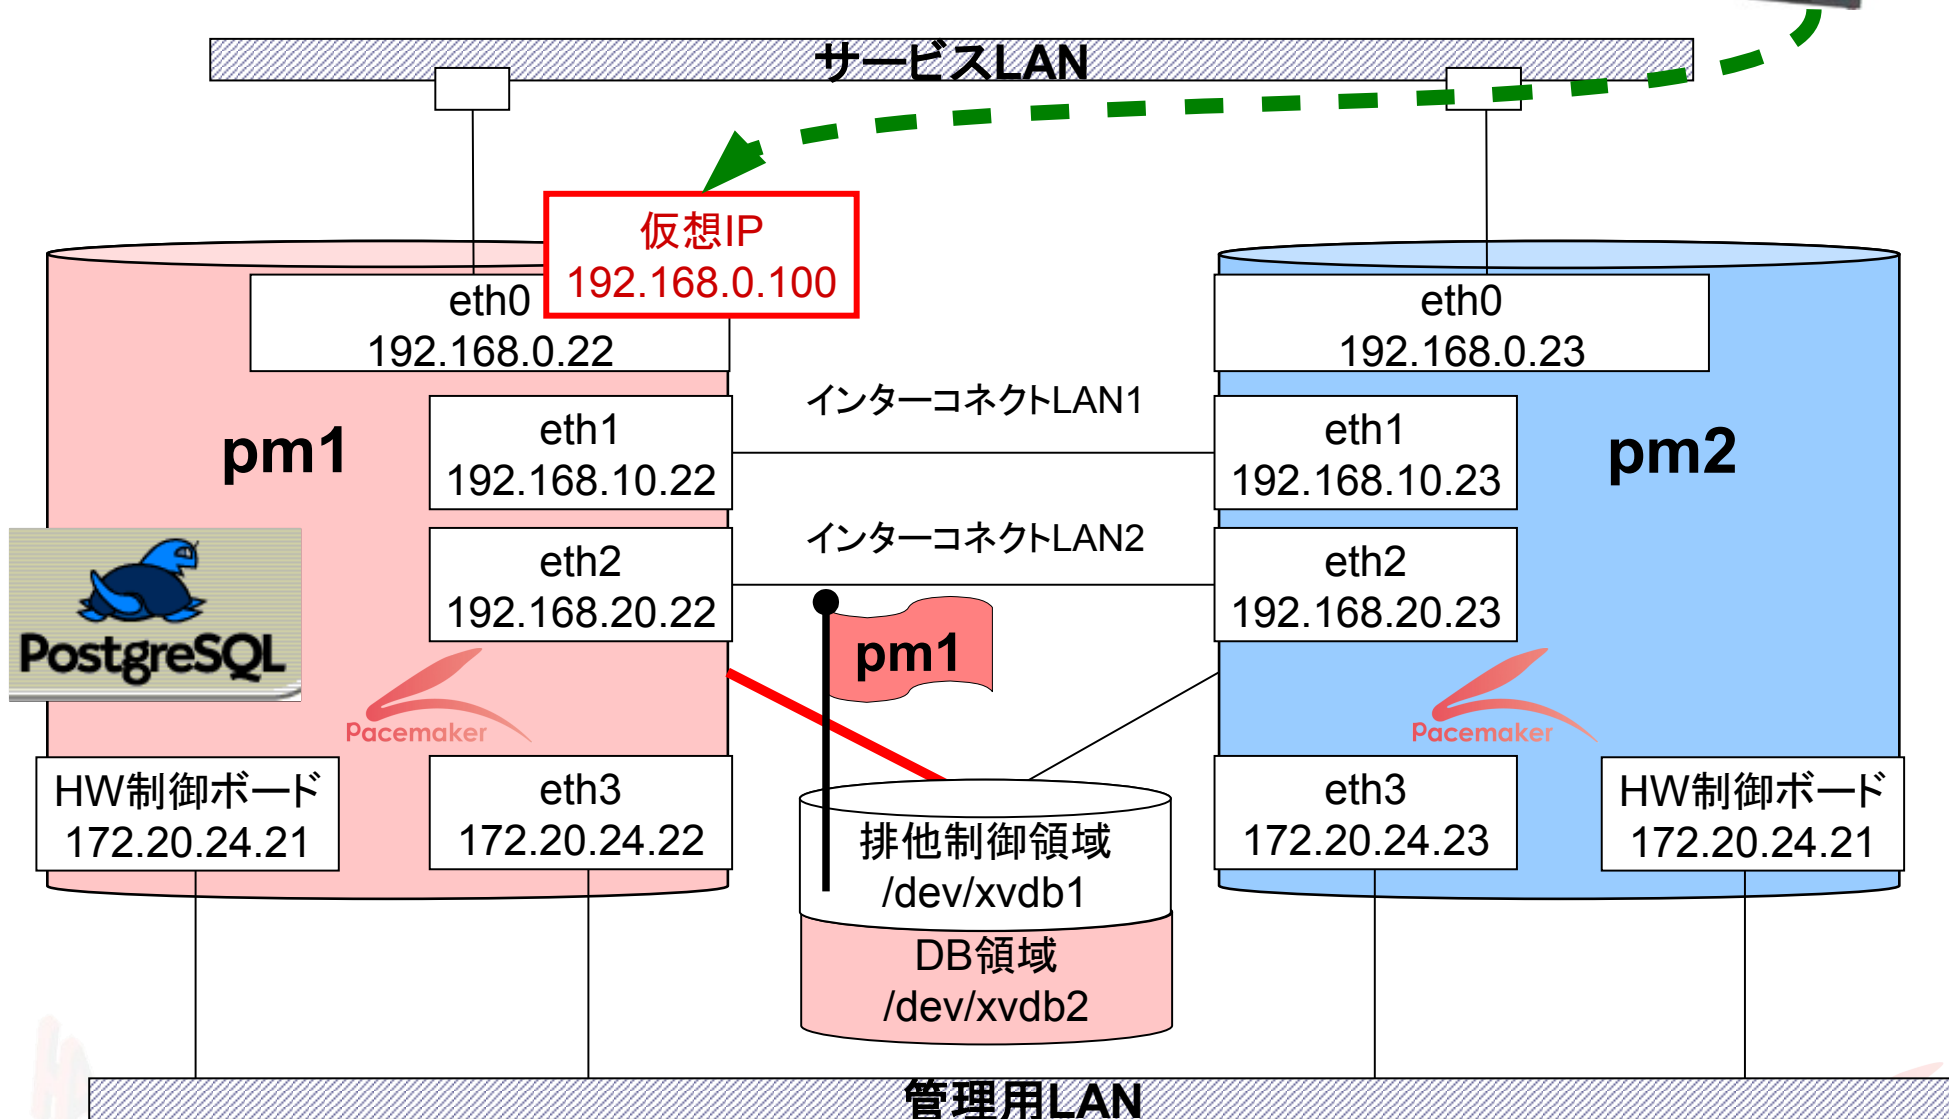 サービスLAN
仮想IP
192.168.0.100
eth0
192.168.0.22
eth0
192.168.0.23
インターコネクトLAN1
pm1
eth1
192.168.10.22
eth1
192.168.10.23
pm2
インターコネクトLAN2
eth2
192.168.20.22
eth2
192.168.20.23
PostgreSQL
pm1
Pacemaker
Pacemaker
HW制御ボード
172.20.24.21
eth3
172.20.24.22
排他制御領域
/dev/xvdb1
eth3
172.20.24.23
HW制御ボード
172.20.24.21
DB領域
/dev/xvdb2
管理用LAN